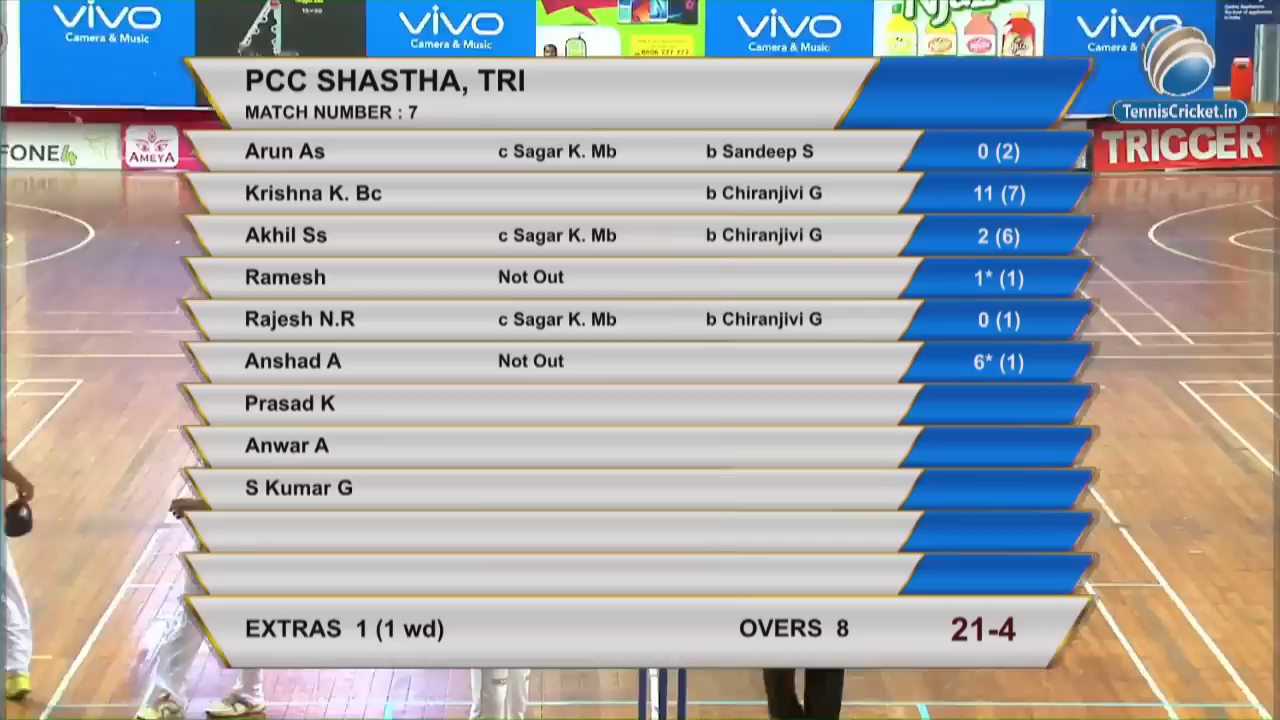 vivo
Camera & Music
vivo
Camera & Music
vivo
Camera & Music
vivo
Camera & M
PCC SHASTHA, TRI
MATCH NUMBER : 7
TennisCricket.in
FONE4
AMEYA
TRIGGER
Arun As c Sagar K. Mb b Sandeep S 0 (2)
Krishna K. Bc b Chiranjivi G 11 (7)
Akhil Ss c Sagar K. Mb b Chiranjivi G 2 (6)
Ramesh Not Out 1* (1)
Rajesh N.R c Sagar K. Mb b Chiranjivi G 0 (1)
Anshad A Not Out 6* (1)
Prasad K
Anwar A
S Kumar G
EXTRAS 1 (1 wd) OVERS 8 21-4